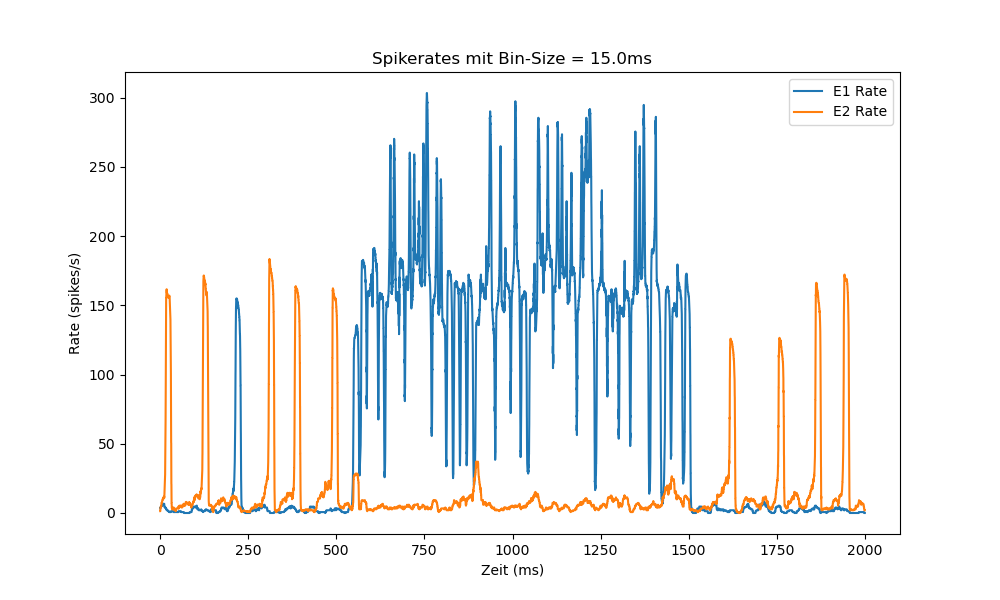 Spikerates mit Bin-Size = 15.0ms
E1 Rate
E2 Rate
Rate (spikes/s)
300
250
200
150
100
50
0
0 250 500 750 1000 1250 1500 1750 2000
Zeit (ms)